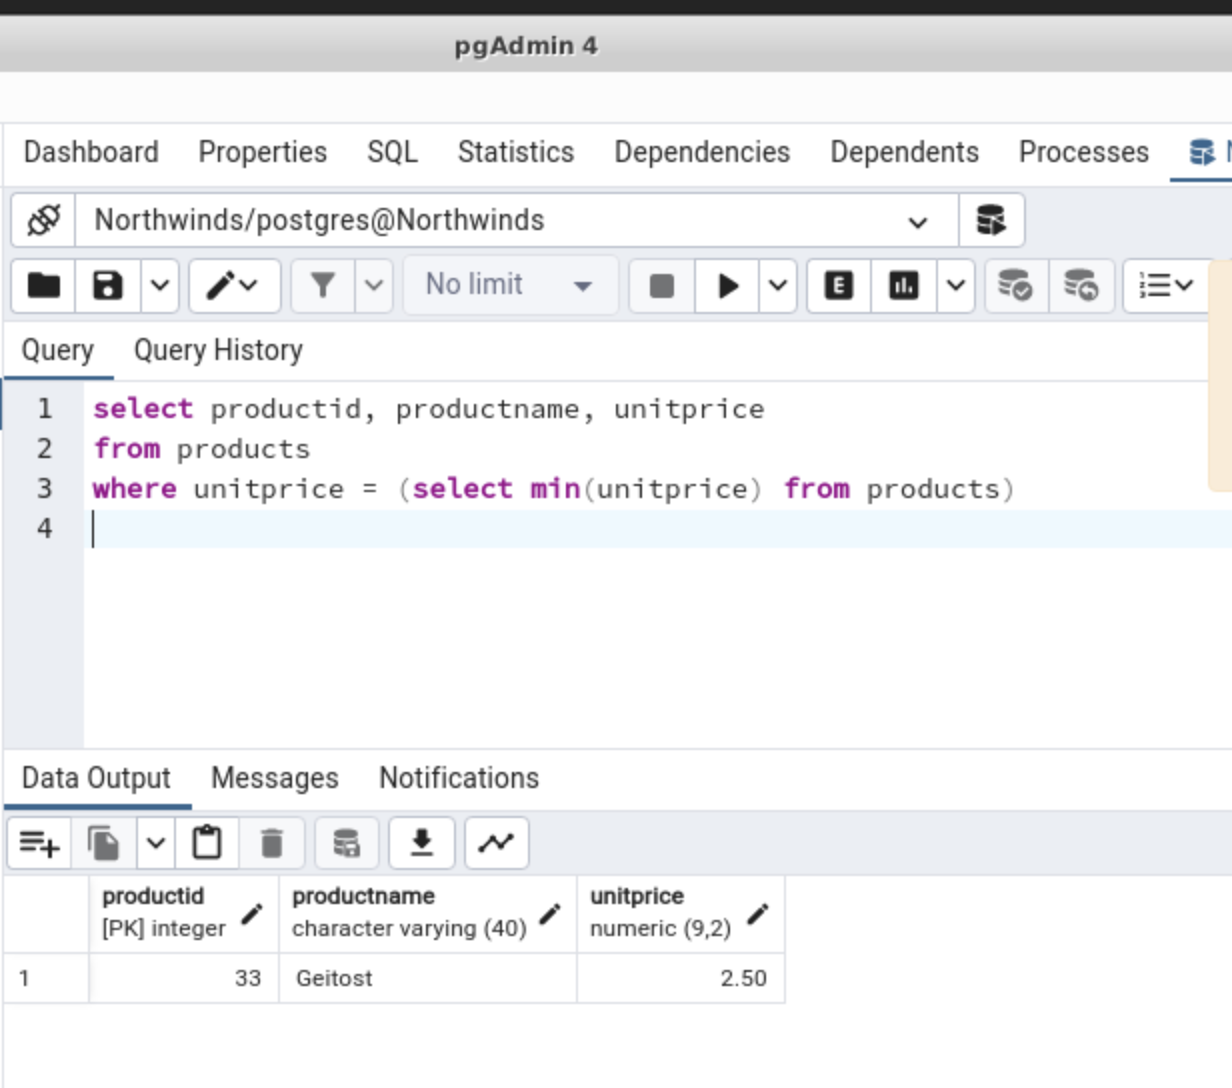 pgAdmin 4
Dashboard Properties SQL Statistics Dependencies Dependents Processes
Northwinds/postgres@Northwinds
No limit E
Query Query History
1 select productid, productname, unitprice
2 from products
3 where unitprice = (select min(unitprice) from products)
4
Data Output Messages Notifications
productid productname unitprice
[PK] integer character varying (40) numeric (9,2)
1 33 Geitost 2.50